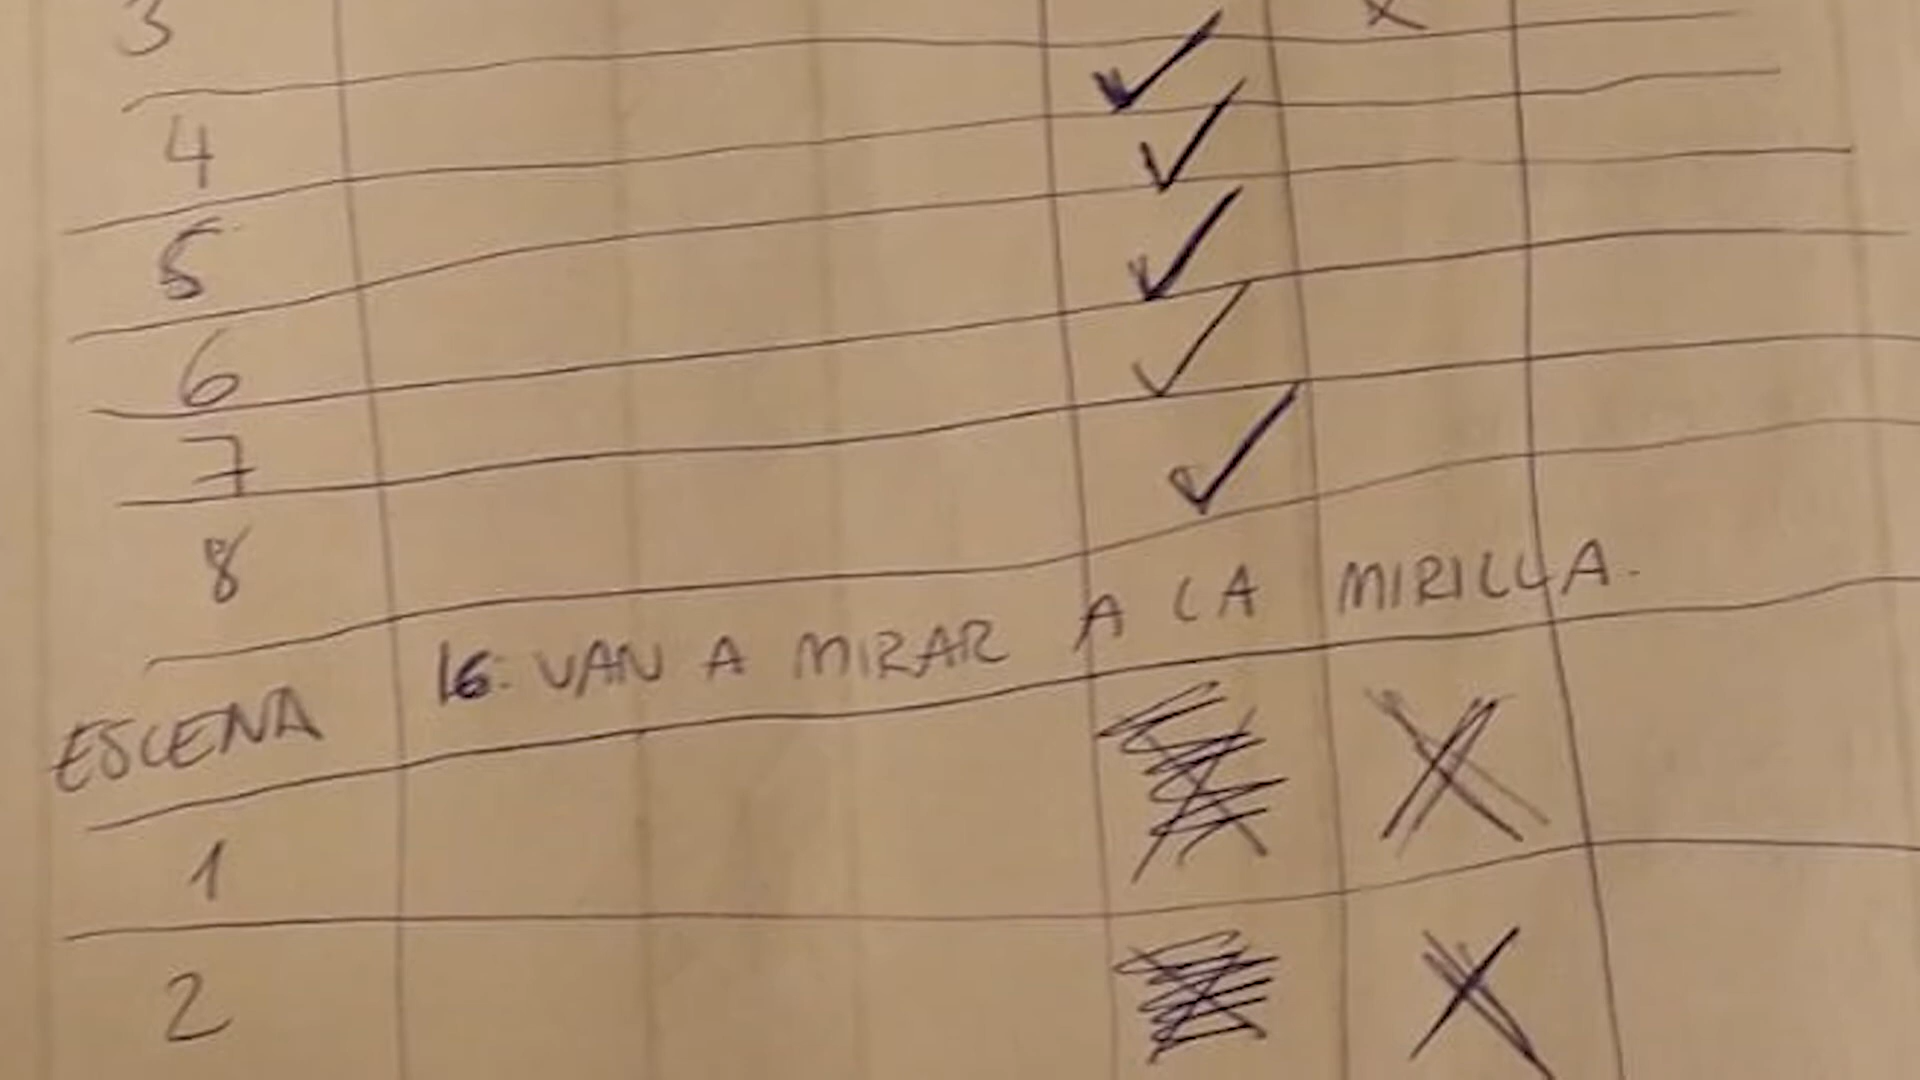 3 X
4 ✓
5 ✓
6 ✓
7 ✓
8 ✓
ESCENA 16. VAN A MIRAR A LA MIRILLA.
1 X
2 X